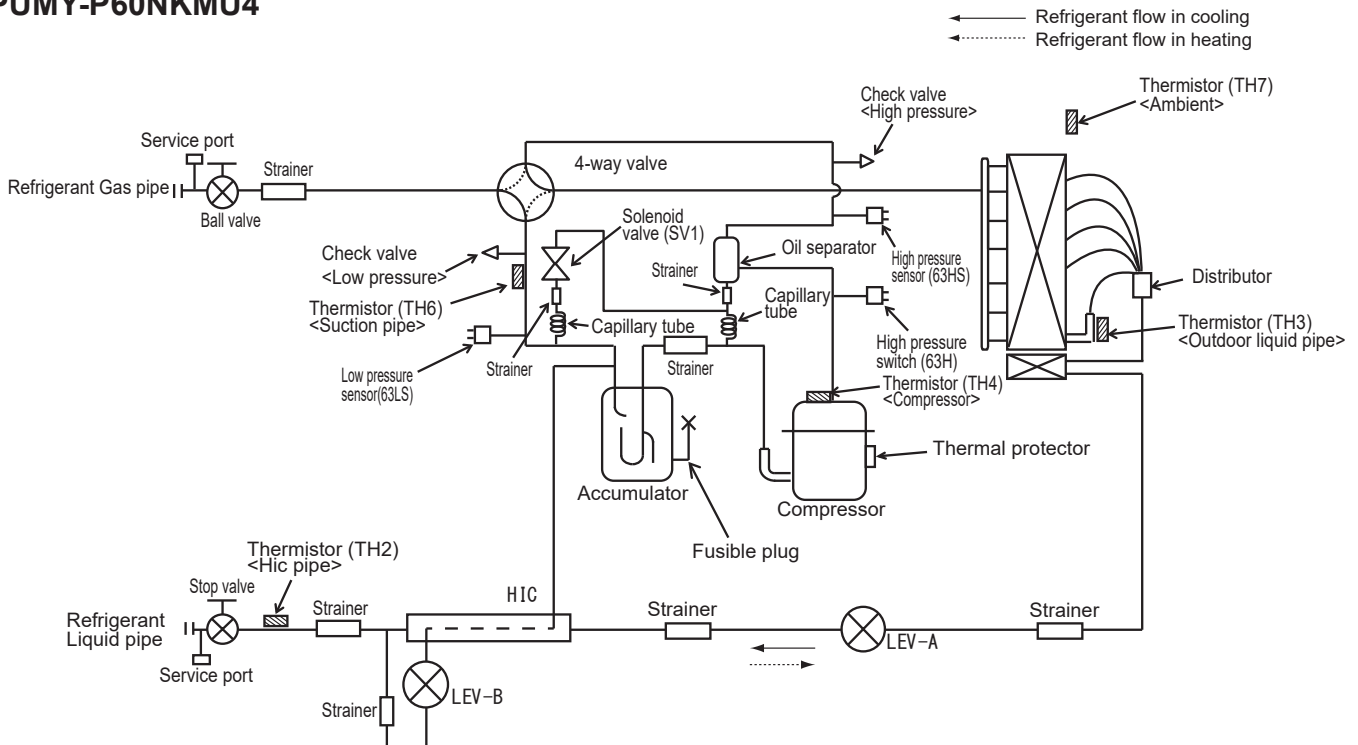 PUMY-P60NKMU4
Refrigerant flow in cooling
Refrigerant flow in heating
Thermistor (TH7)
<Ambient>
Check valve
<High pressure>
Service port
Strainer
4-way valve
Refrigerant Gas pipe
Ball valve
Solenoid
valve (SV1)
Oil separator
Check valve
<Low pressure>
High pressure
sensor (63HS)
Strainer
Distributor
Thermistor (TH6)
<Suction pipe>
Capillary
tube
Capillary tube
Thermistor (TH3)
<Outdoor liquid pipe>
High pressure
switch (63H)
Low pressure
sensor(63LS)
Strainer
Strainer
Thermistor (TH4)
<Compressor>
Thermal protector
Accumulator
Compressor
Fusible plug
Thermistor (TH2)
<Hic pipe>
Stop valve
HIC
Strainer
Strainer
Strainer
Refrigerant
Liquid pipe
LEV-A
Service port
LEV-B
Strainer